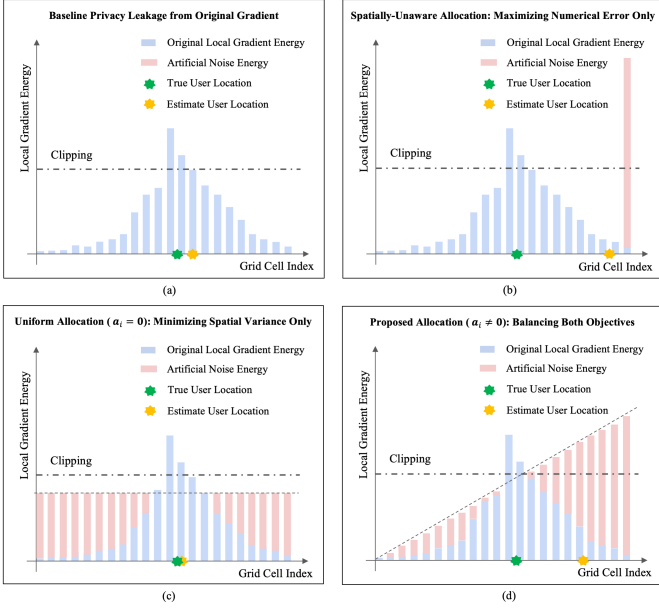 Baseline Privacy Leakage from Original Gradient
Local Gradient Energy
Original Local Gradient Energy
Artificial Noise Energy
True User Location
Estimate User Location
Clipping
Grid Cell Index
(a)
Spatially-Unaware Allocation: Maximizing Numerical Error Only
Local Gradient Energy
Original Local Gradient Energy
Artificial Noise Energy
True User Location
Estimate User Location
Clipping
Grid Cell Index
(b)
Uniform Allocation ( a_i = 0): Minimizing Spatial Variance Only
Local Gradient Energy
Original Local Gradient Energy
Artificial Noise Energy
True User Location
Estimate User Location
Clipping
Grid Cell Index
(c)
Proposed Allocation ( a_i ≠ 0): Balancing Both Objectives
Local Gradient Energy
Original Local Gradient Energy
Artificial Noise Energy
True User Location
Estimate User Location
Clipping
Grid Cell Index
(d)